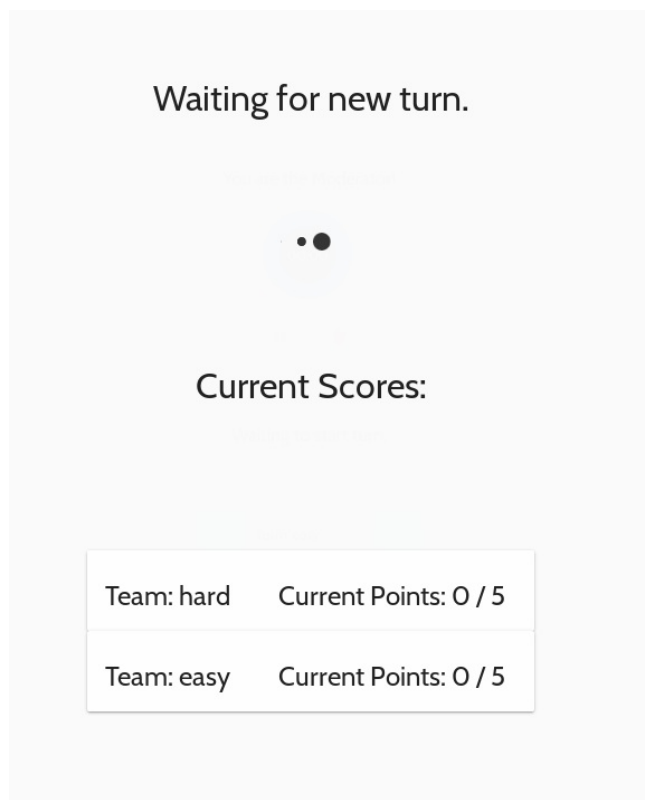 Waiting for new turn.
Current Scores:
Team: hard Current Points: 0 / 5
Team: easy Current Points: 0 / 5